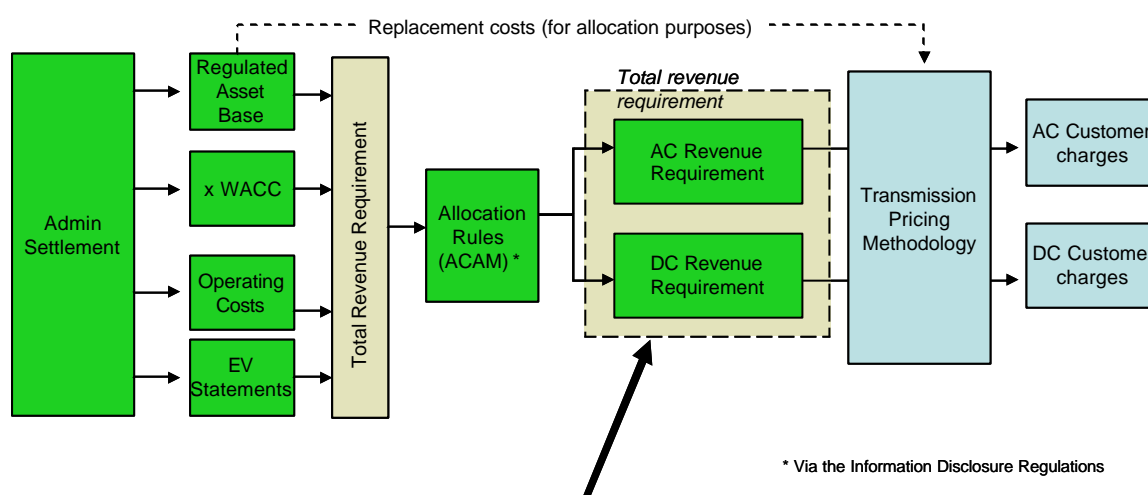 Replacement costs (for allocation purposes)
Admin
Settlement
Regulated
Asset
Base
x WACC
Operating
Costs
EV
Statements
Total Revenue Requirement
Allocation
Rules
(ACAM) *
Total revenue
requirement
AC Revenue
Requirement
DC Revenue
Requirement
Transmission
Pricing
Methodology
AC Customer
charges
DC Customer
charges
* Via the Information Disclosure Regulations